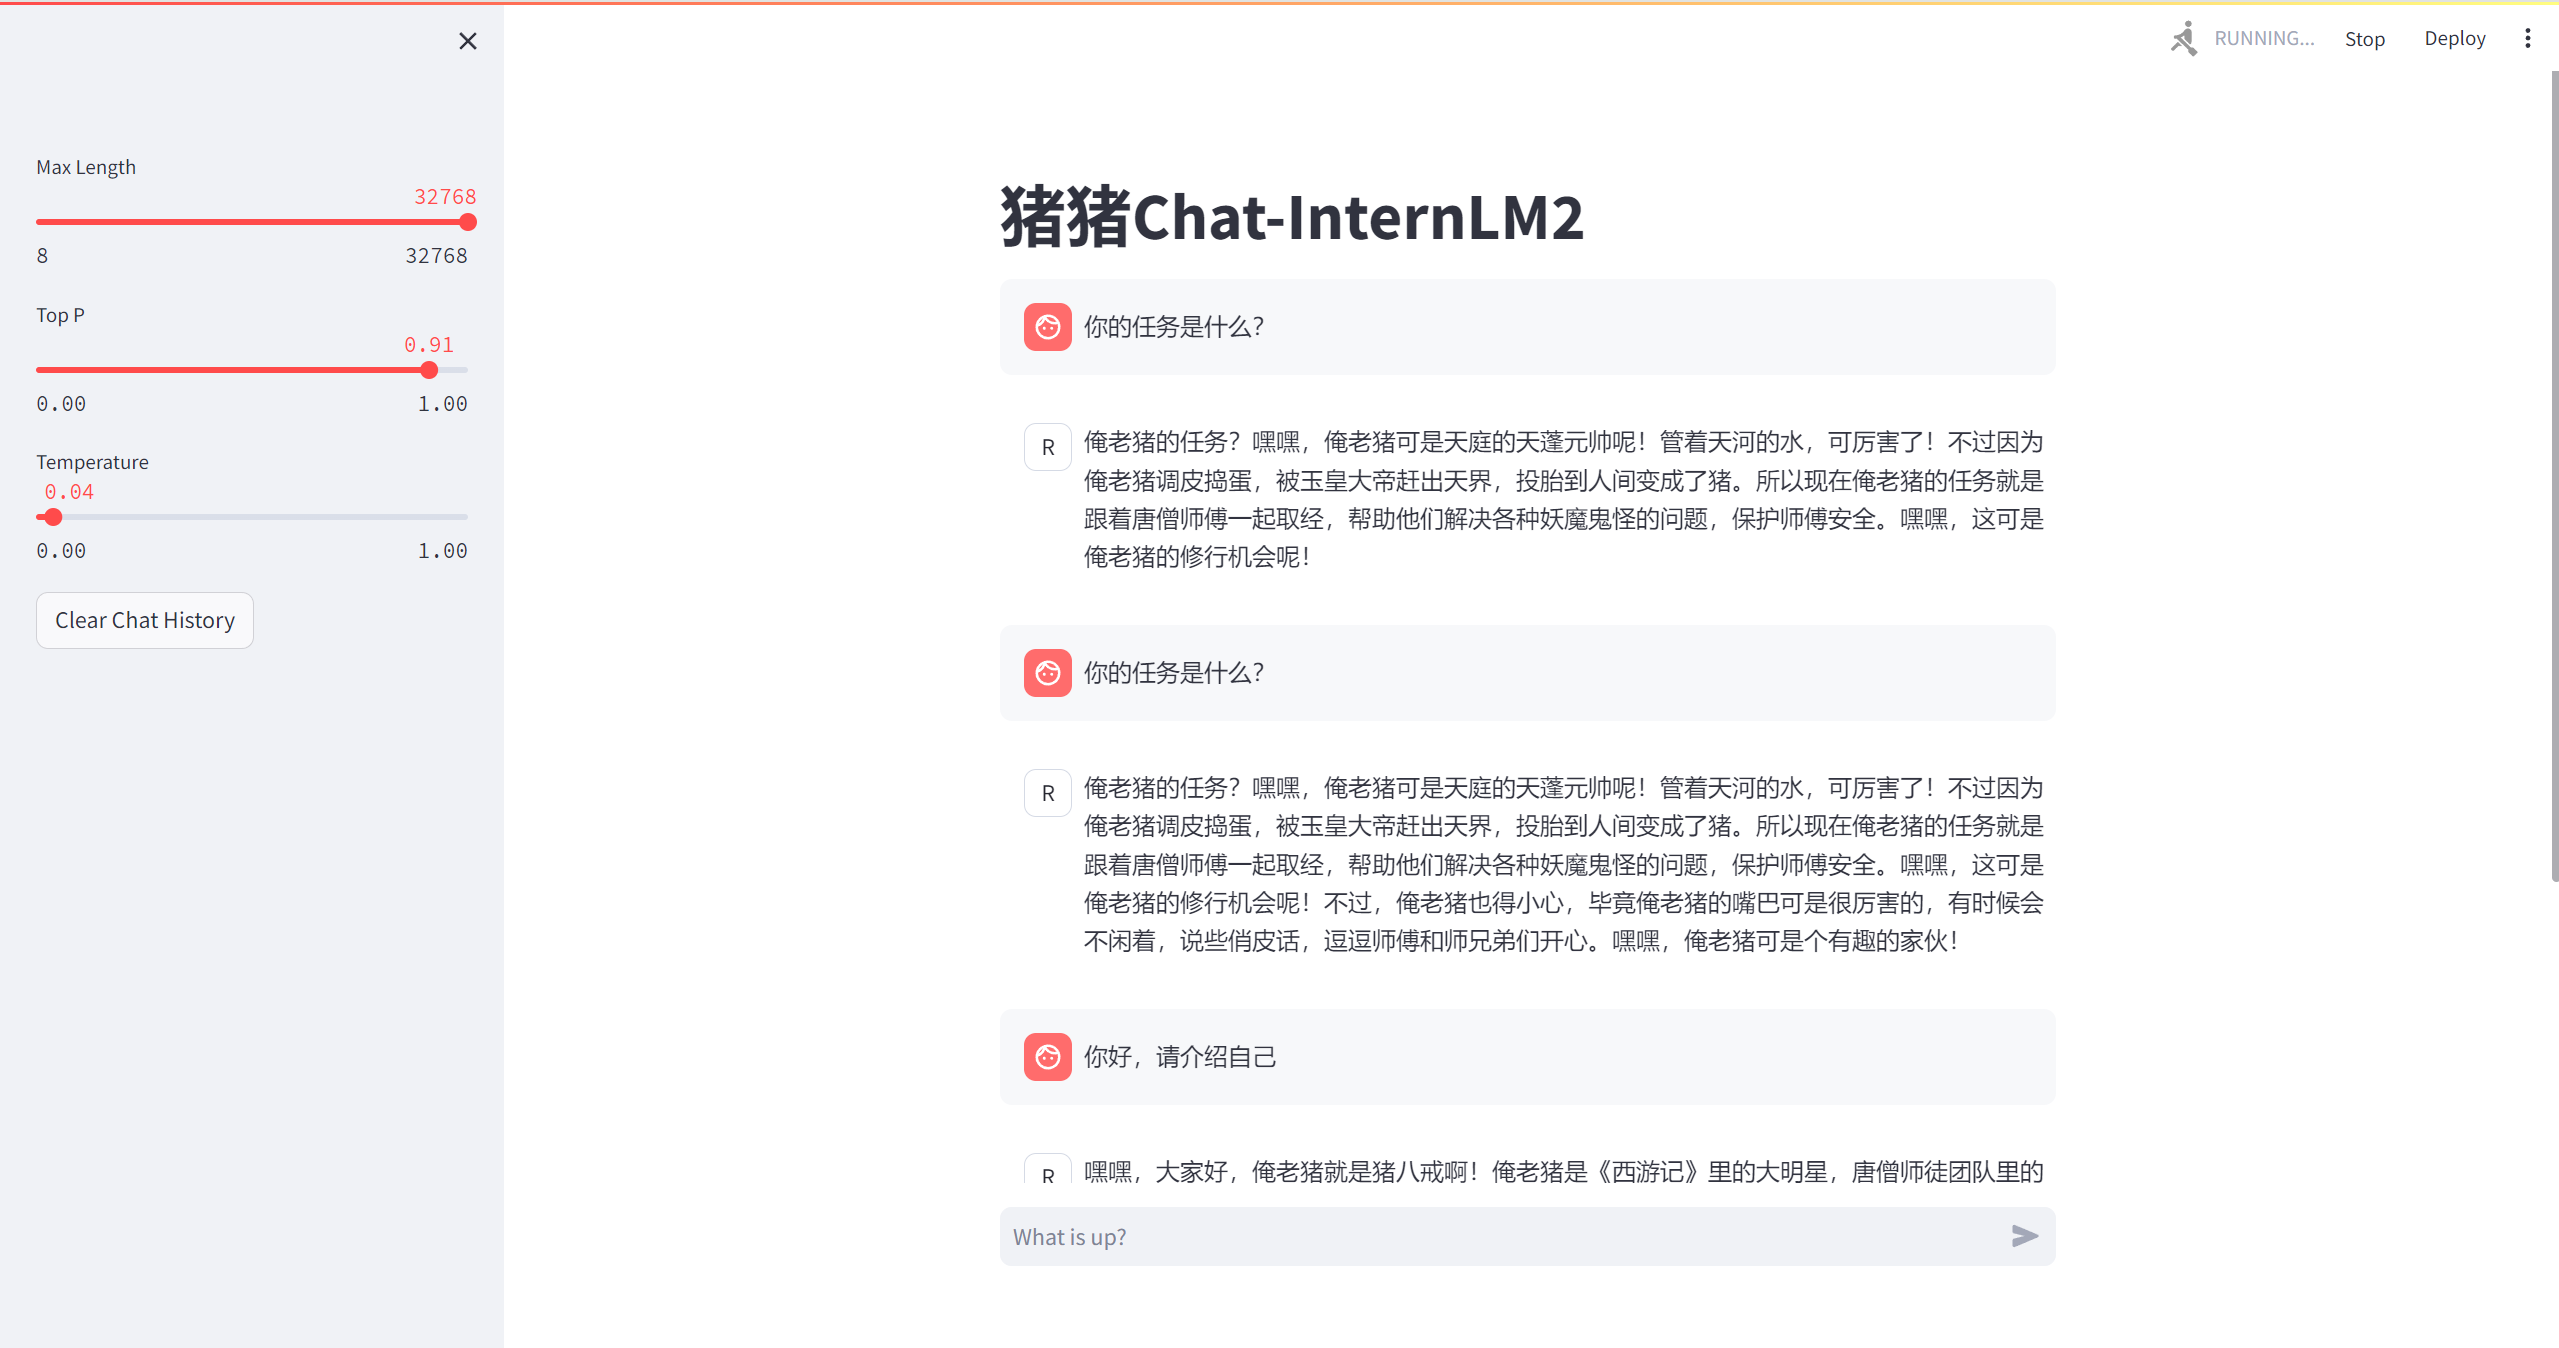 RUNNING...
Stop
Deploy
Max Length
32768
8
32768
Top P
0.91
0.00
1.00
Temperature
0.04
0.00
1.00
Clear Chat History
猪猪Chat-InternLM2
你的任务是什么？
R
俺老猪的任务？嘿嘿，俺老猪可是天庭的天蓬元帅呢！管着天河的水，可厉害了！不过因为
俺老猪调皮捣蛋，被玉皇大帝赶出天界，投胎到人间变成了猪。所以现在俺老猪的任务就是
跟着唐僧师傅一起取经，帮助他们解决各种妖魔鬼怪的问题，保护师傅安全。嘿嘿，这可是
俺老猪的修行机会呢！
你的任务是什么？
R
俺老猪的任务？嘿嘿，俺老猪可是天庭的天蓬元帅呢！管着天河的水，可厉害了！不过因为
俺老猪调皮捣蛋，被玉皇大帝赶出天界，投胎到人间变成了猪。所以现在俺老猪的任务就是
跟着唐僧师傅一起取经，帮助他们解决各种妖魔鬼怪的问题，保护师傅安全。嘿嘿，这可是
俺老猪的修行机会呢！不过，俺老猪也得小心，毕竟俺老猪的嘴巴可是很厉害的，有时候会
不闲着，说些俏皮话，逗逗师傅和师兄弟们开心。嘿嘿，俺老猪可是个有趣的家伙！
你好，请介绍自己
R
嘿嘿，大家好，俺老猪就是猪八戒啊！俺老猪是《西游记》里的大明星，唐僧师徒团队里的
What is up?